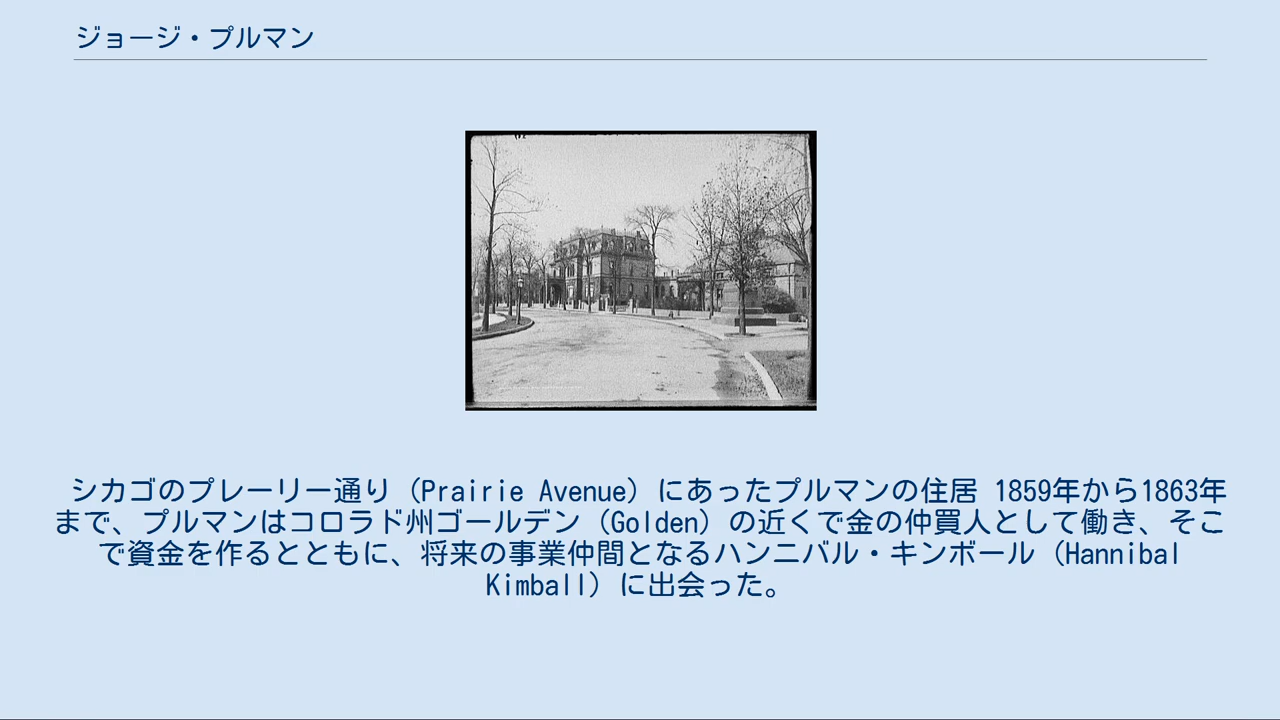 ジョージ・プルマン
シカゴのプレーリー通り（Prairie Avenue）にあったプルマンの住居 1859年から1863年
まで、プルマンはコロラド州ゴールデン（Golden）の近くで金の仲買人として働き、そこ
で資金を作るとともに、将来の事業仲間となるハンニバル・キンボール（Hannibal
Kimball）に出会った。